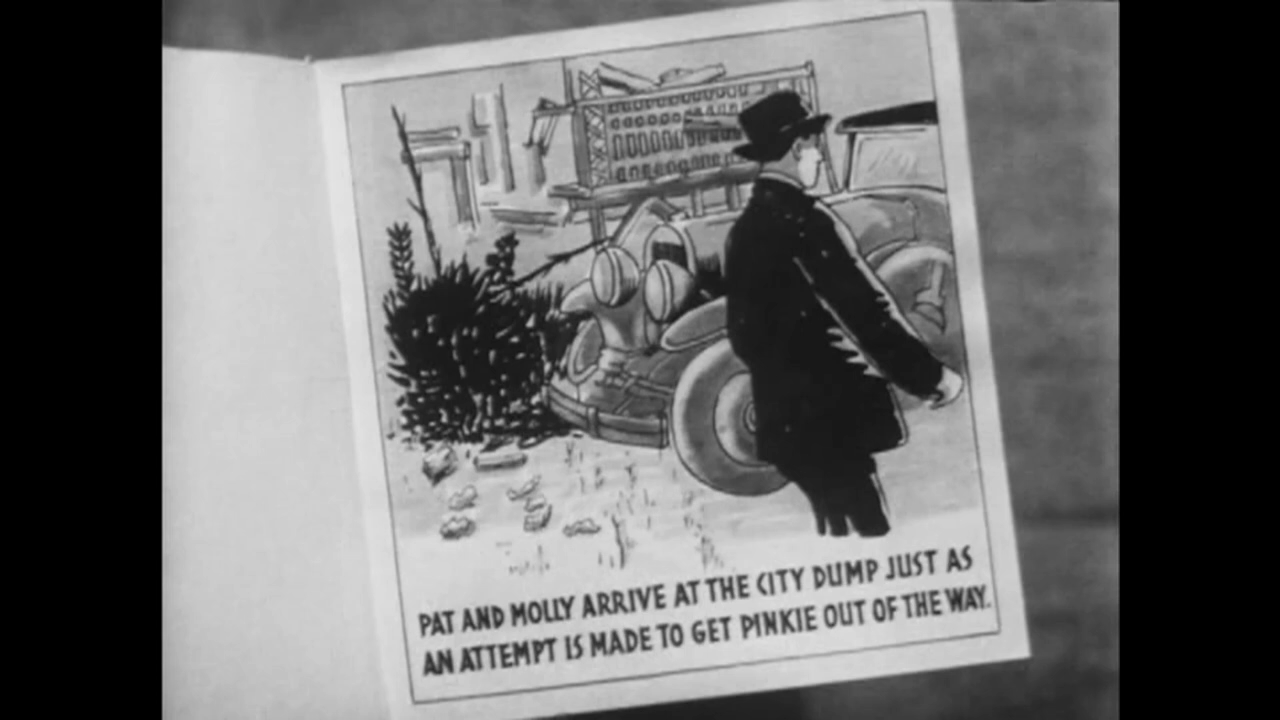 PAT AND MOLLY ARRIVE AT THE CITY DUMP JUST AS
AN ATTEMPT IS MADE TO GET PINKIE OUT OF THE WAY.